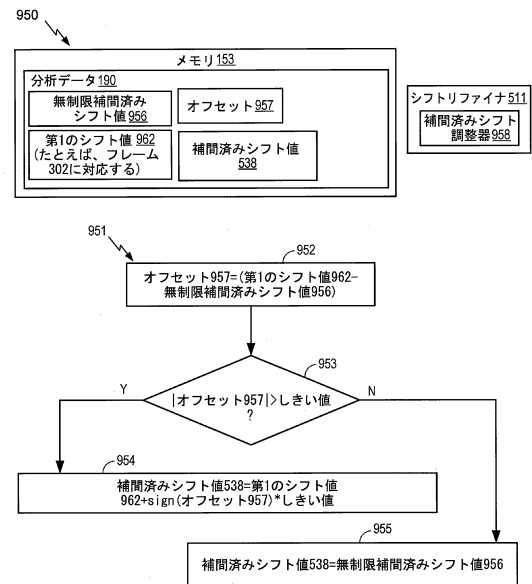 950
メモリ153
分析データ190
無制限補間済み
シフト値956
オフセット957
第1のシフト値962
(たとえば、フレーム
302に対応する)
補間済みシフト値
538
シフトリファイナ511
補間済みシフト
調整器958
951
952
オフセット957=(第1のシフト値962-
無制限補間済みシフト値956)
953
|オフセット957|>しきい値
?
Y
N
954
補間済みシフト値538=第1のシフト値
962+sign(オフセット957)*しきい値
955
補間済みシフト値538=無制限補間済みシフト値956